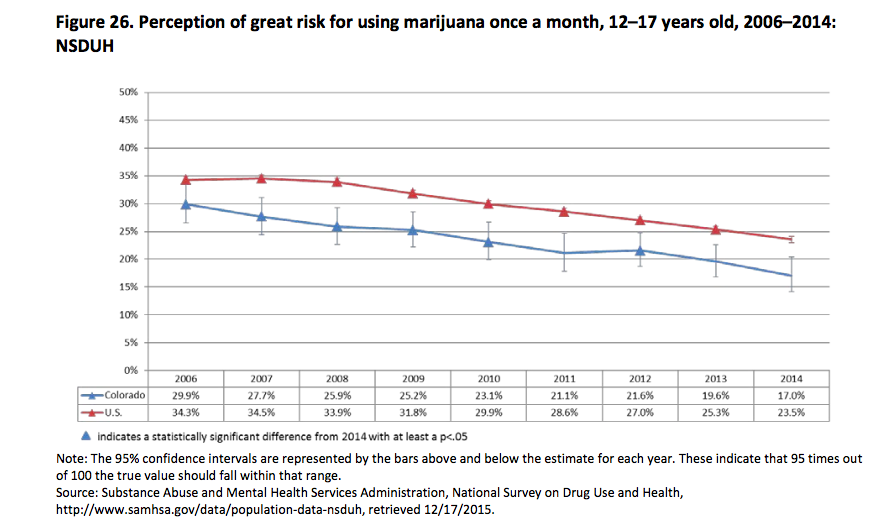 Figure 26. Perception of great risk for using marijuana once a month, 12–17 years old, 2006–2014:
NSDUH
50%
45%
40%
35%
30%
25%
20%
15%
10%
5%
0%
2006 2007 2008 2009 2010 2011 2012 2013 2014
Colorado 29.9% 27.7% 25.9% 25.2% 23.1% 21.1% 21.6% 19.6% 17.0%
U.S. 34.3% 34.5% 33.9% 31.8% 29.9% 28.6% 27.0% 25.3% 23.5%
indicates a statistically significant difference from 2014 with at least a p<.05
Note: The 95% confidence intervals are represented by the bars above and below the estimate for each year. These indicate that 95 times out
of 100 the true value should fall within that range.
Source: Substance Abuse and Mental Health Services Administration, National Survey on Drug Use and Health,
http://www.samhsa.gov/data/population-data-nsduh, retrieved 12/17/2015.